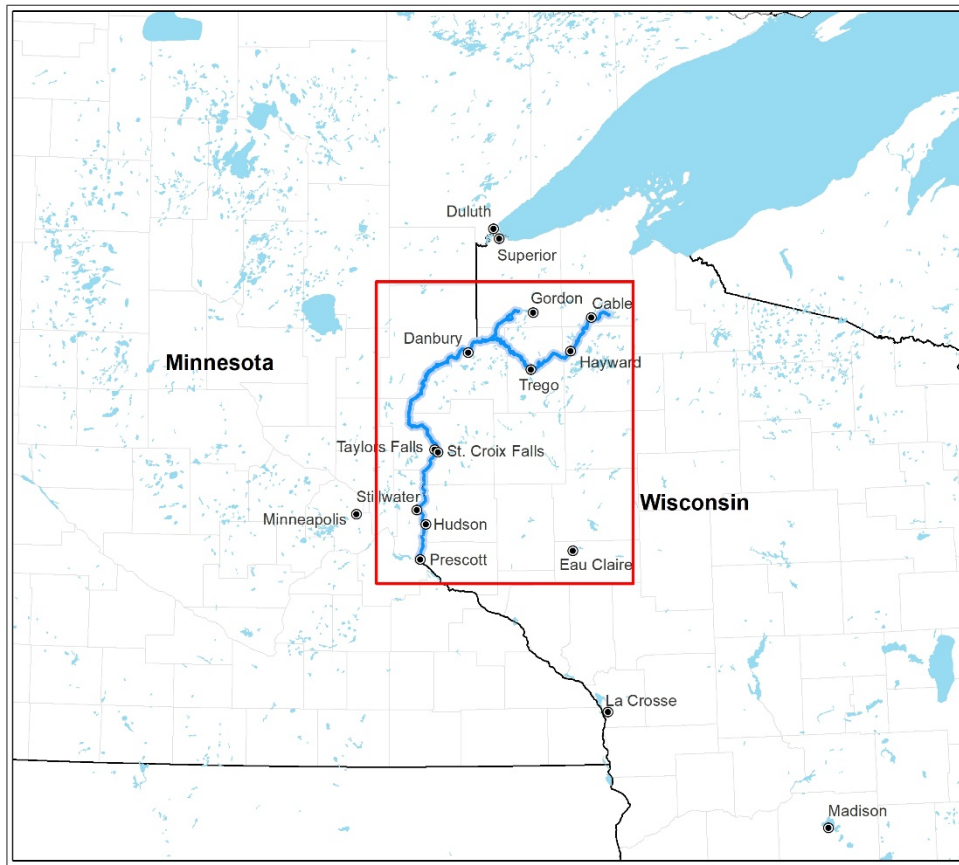 Duluth
Superior
Gordon
Cable
Danbury
Hayward
Minnesota
Trego
Taylors Falls
St. Croix Falls
Stillwater
Wisconsin
Minneapolis
Hudson
Prescott
Eau Claire
La Crosse
Madison